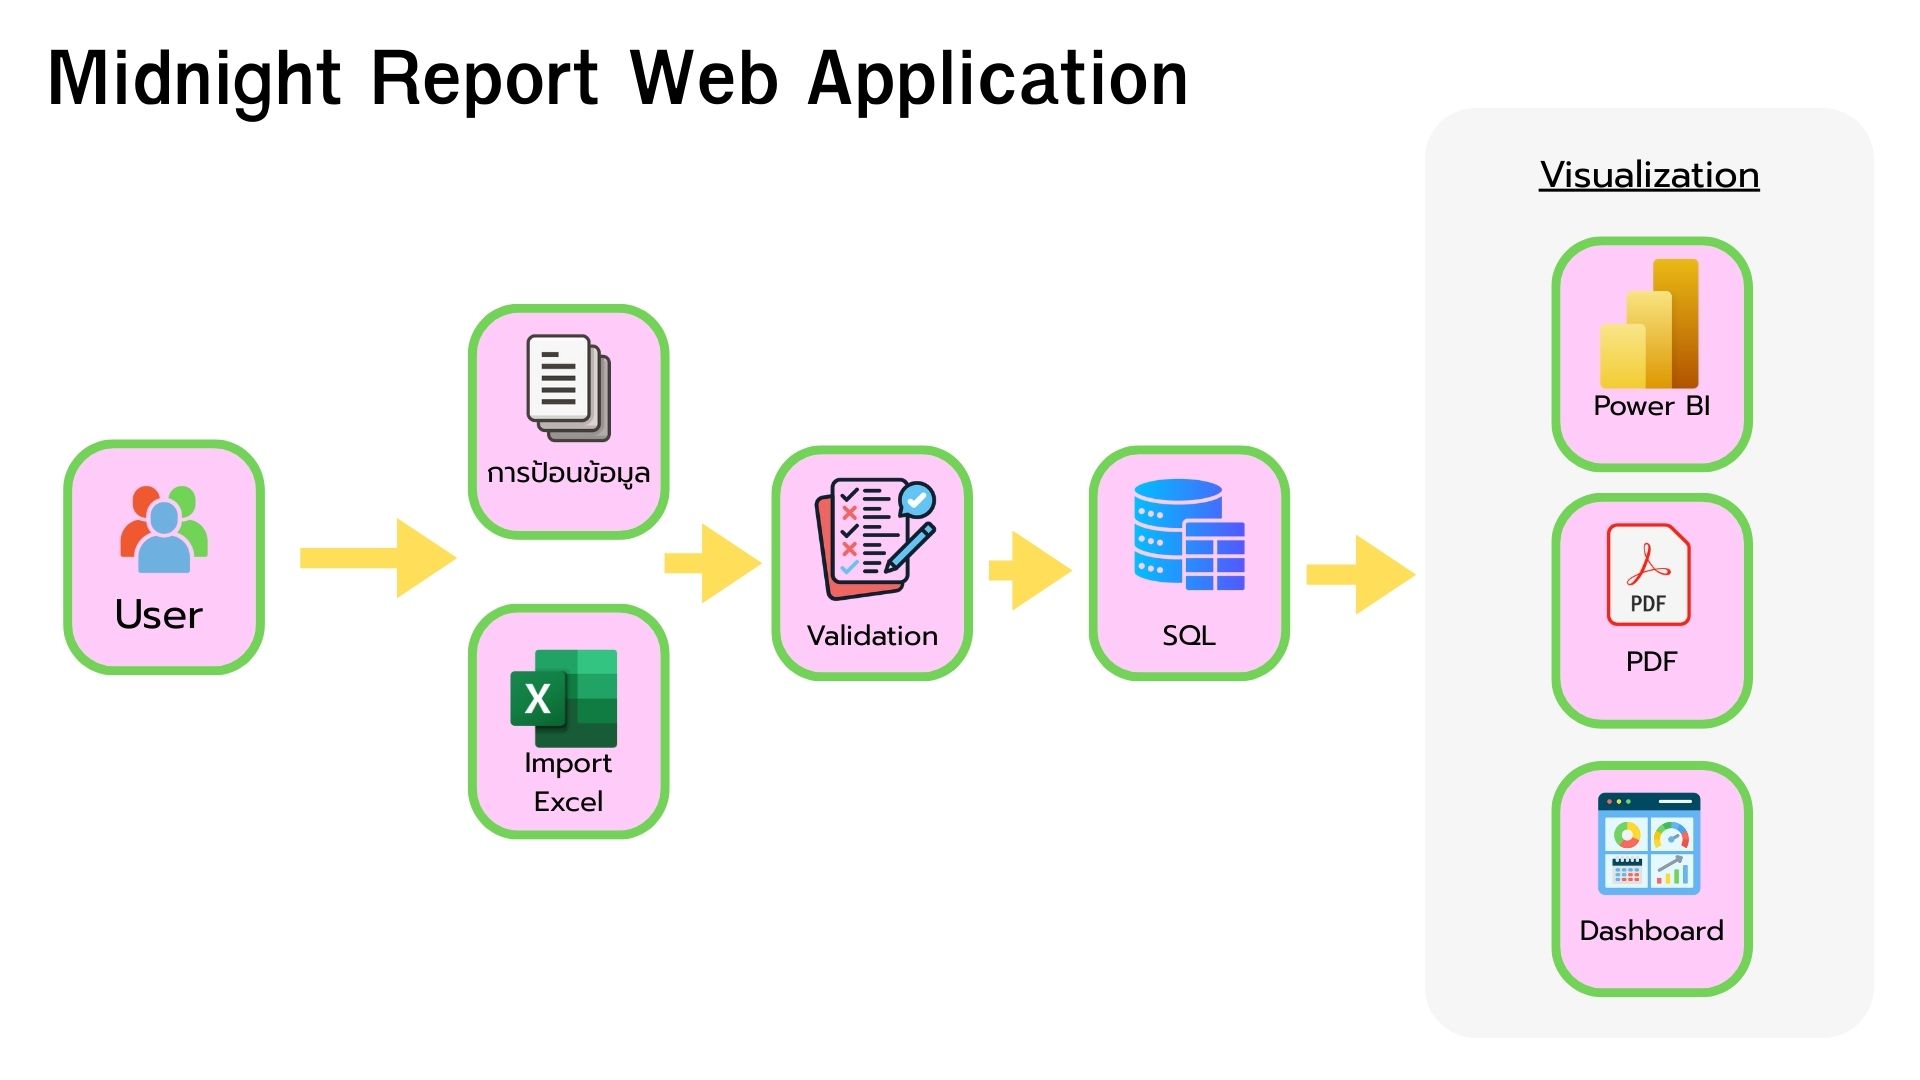 Midnight Report Web Application
Visualization
Power BI
การป้อนข้อมูล
User
X
Import
Excel
Validation
SQL
PDF
PDF
Dashboard